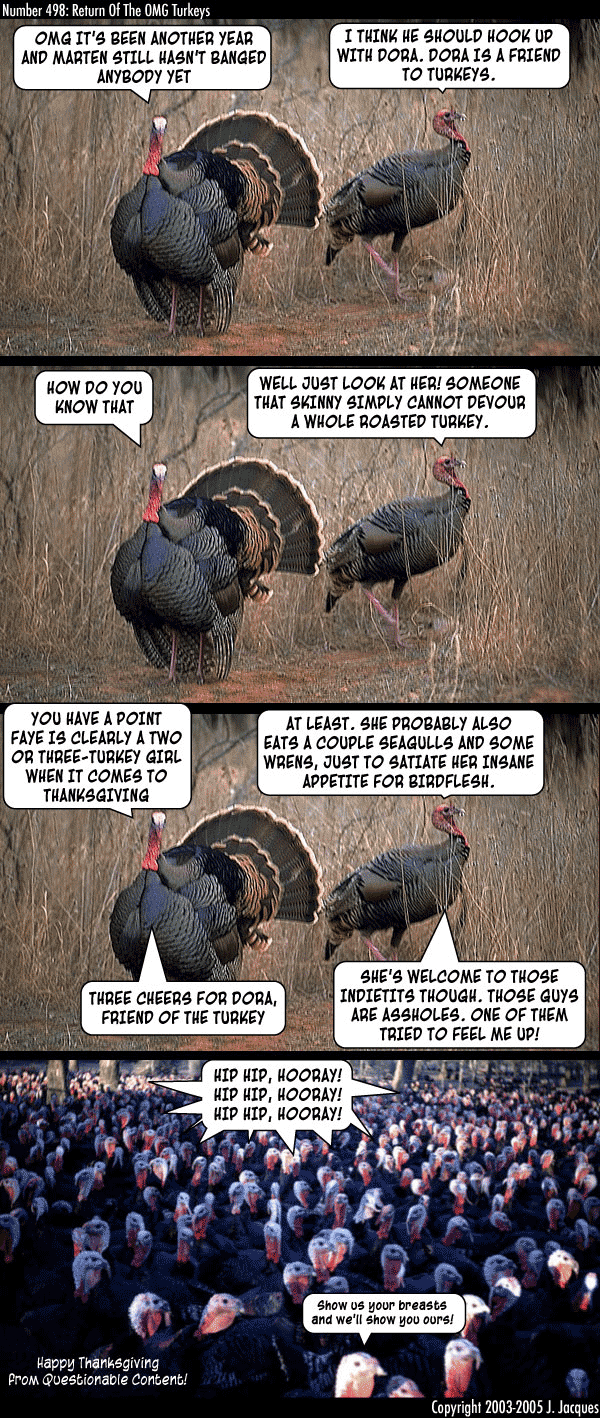 Number 498: Return Of The OMG Turkeys
OMG IT'S BEEN ANOTHER YEAR
AND MARTEN STILL HASN'T BANGED
ANYBODY YET
I THINK HE SHOULD HOOK UP
WITH DORA. DORA IS A FRIEND
TO TURKEYS.
HOW DO YOU
KNOW THAT
WELL JUST LOOK AT HER! SOMEONE
THAT SKINNY SIMPLY CANNOT DEVOUR
A WHOLE ROASTED TURKEY.
YOU HAVE A POINT
FAYE IS CLEARLY A TWO
OR THREE-TURKEY GIRL
WHEN IT COMES TO
THANKSGIVING
AT LEAST. SHE PROBABLY ALSO
EATS A COUPLE SEAGULLS AND SOME
WRENS, JUST TO SATIATE HER INSANE
APPETITE FOR BIRDFLESH.
THREE CHEERS FOR DORA,
FRIEND OF THE TURKEY
SHE'S WELCOME TO THOSE
INDIETITS THOUGH. THOSE GUYS
ARE ASSHOLES. ONE OF THEM
TRIED TO FEEL ME UP!
HIP HIP, HOORAY!
HIP HIP, HOORAY!
HIP HIP, HOORAY!
Show us your breasts
and we'll show you ours!
Happy Thanksgiving
from Questionable Content!
Copyright 2003-2005 J. Jacques